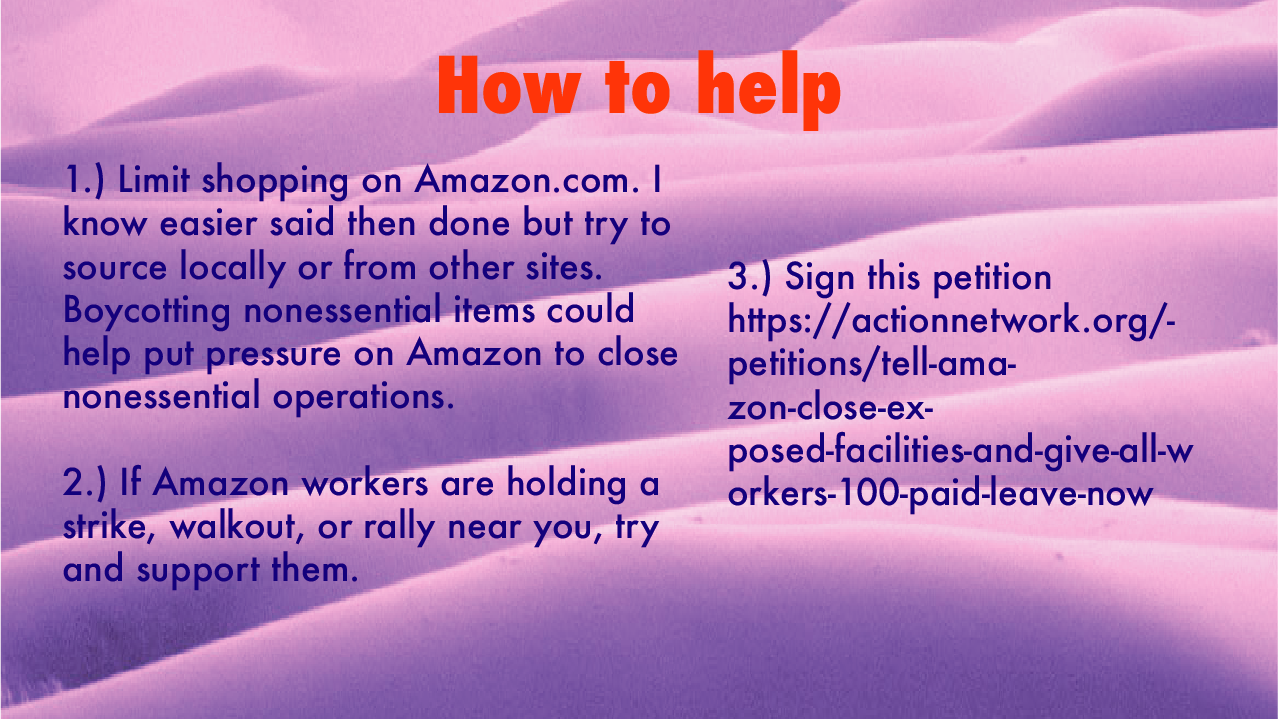 How to help
1.) Limit shopping on Amazon.com. I
know easier said then done but try to
source locally or from other sites.
Boycotting nonessential items could
help put pressure on Amazon to close
nonessential operations.
2.) If Amazon workers are holding a
strike, walkout, or rally near you, try
and support them.
3.) Sign this petition
https://actionnetwork.org/-
petitions/tell-ama-
zon-close-ex-
posed-facilities-and-give-all-w
orkers-100-paid-leave-now